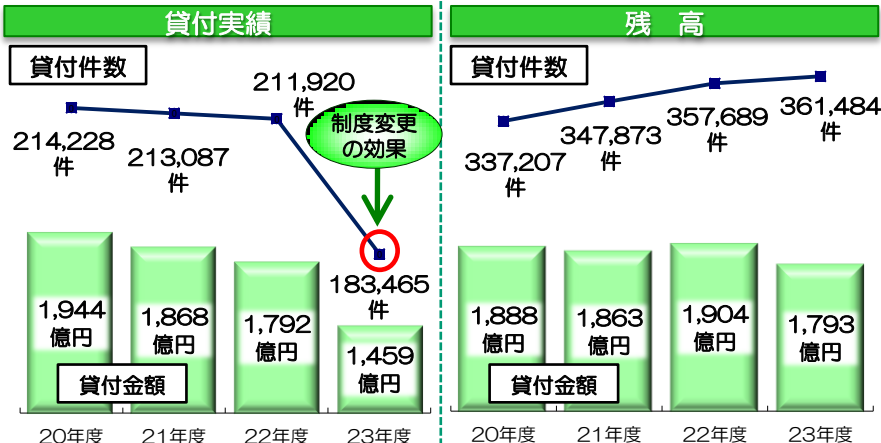 貸付実績
貸付件数
214,228
件
213,087
件
211,920
件
制度変更
の効果
183,465
件
1,944
億円
1,868
億円
1,792
億円
1,459
億円
貸付金額
20年度
21年度
22年度
23年度
残 高
貸付件数
337,207
件
347,873
件
357,689
件
361,484
件
1,888
億円
1,863
億円
1,904
億円
1,793
億円
貸付金額
20年度
21年度
22年度
23年度